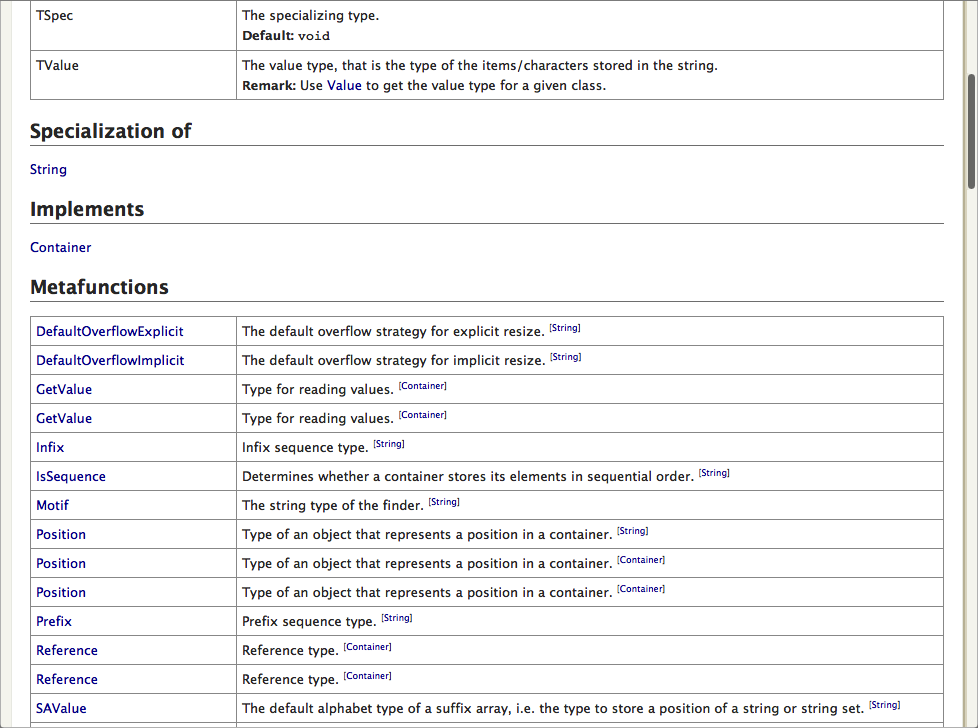 TSpec The specializing type.
Default: void
TValue The value type, that is the type of the items/characters stored in the string.
Remark: Use Value to get the value type for a given class.
Specialization of
String
Implements
Container
Metafunctions
DefaultOverflowExplicit The default overflow strategy for explicit resize. [String]
DefaultOverflowImplicit The default overflow strategy for implicit resize. [String]
GetValue Type for reading values. [Container]
GetValue Type for reading values. [Container]
Infix Infix sequence type. [String]
IsSequence Determines whether a container stores its elements in sequential order. [String]
Motif The string type of the finder. [String]
Position Type of an object that represents a position in a container. [String]
Position Type of an object that represents a position in a container. [Container]
Position Type of an object that represents a position in a container. [Container]
Prefix Prefix sequence type. [String]
Reference Reference type. [Container]
Reference Reference type. [Container]
SAValue The default alphabet type of a suffix array, i.e. the type to store a position of a string or string set. [String]